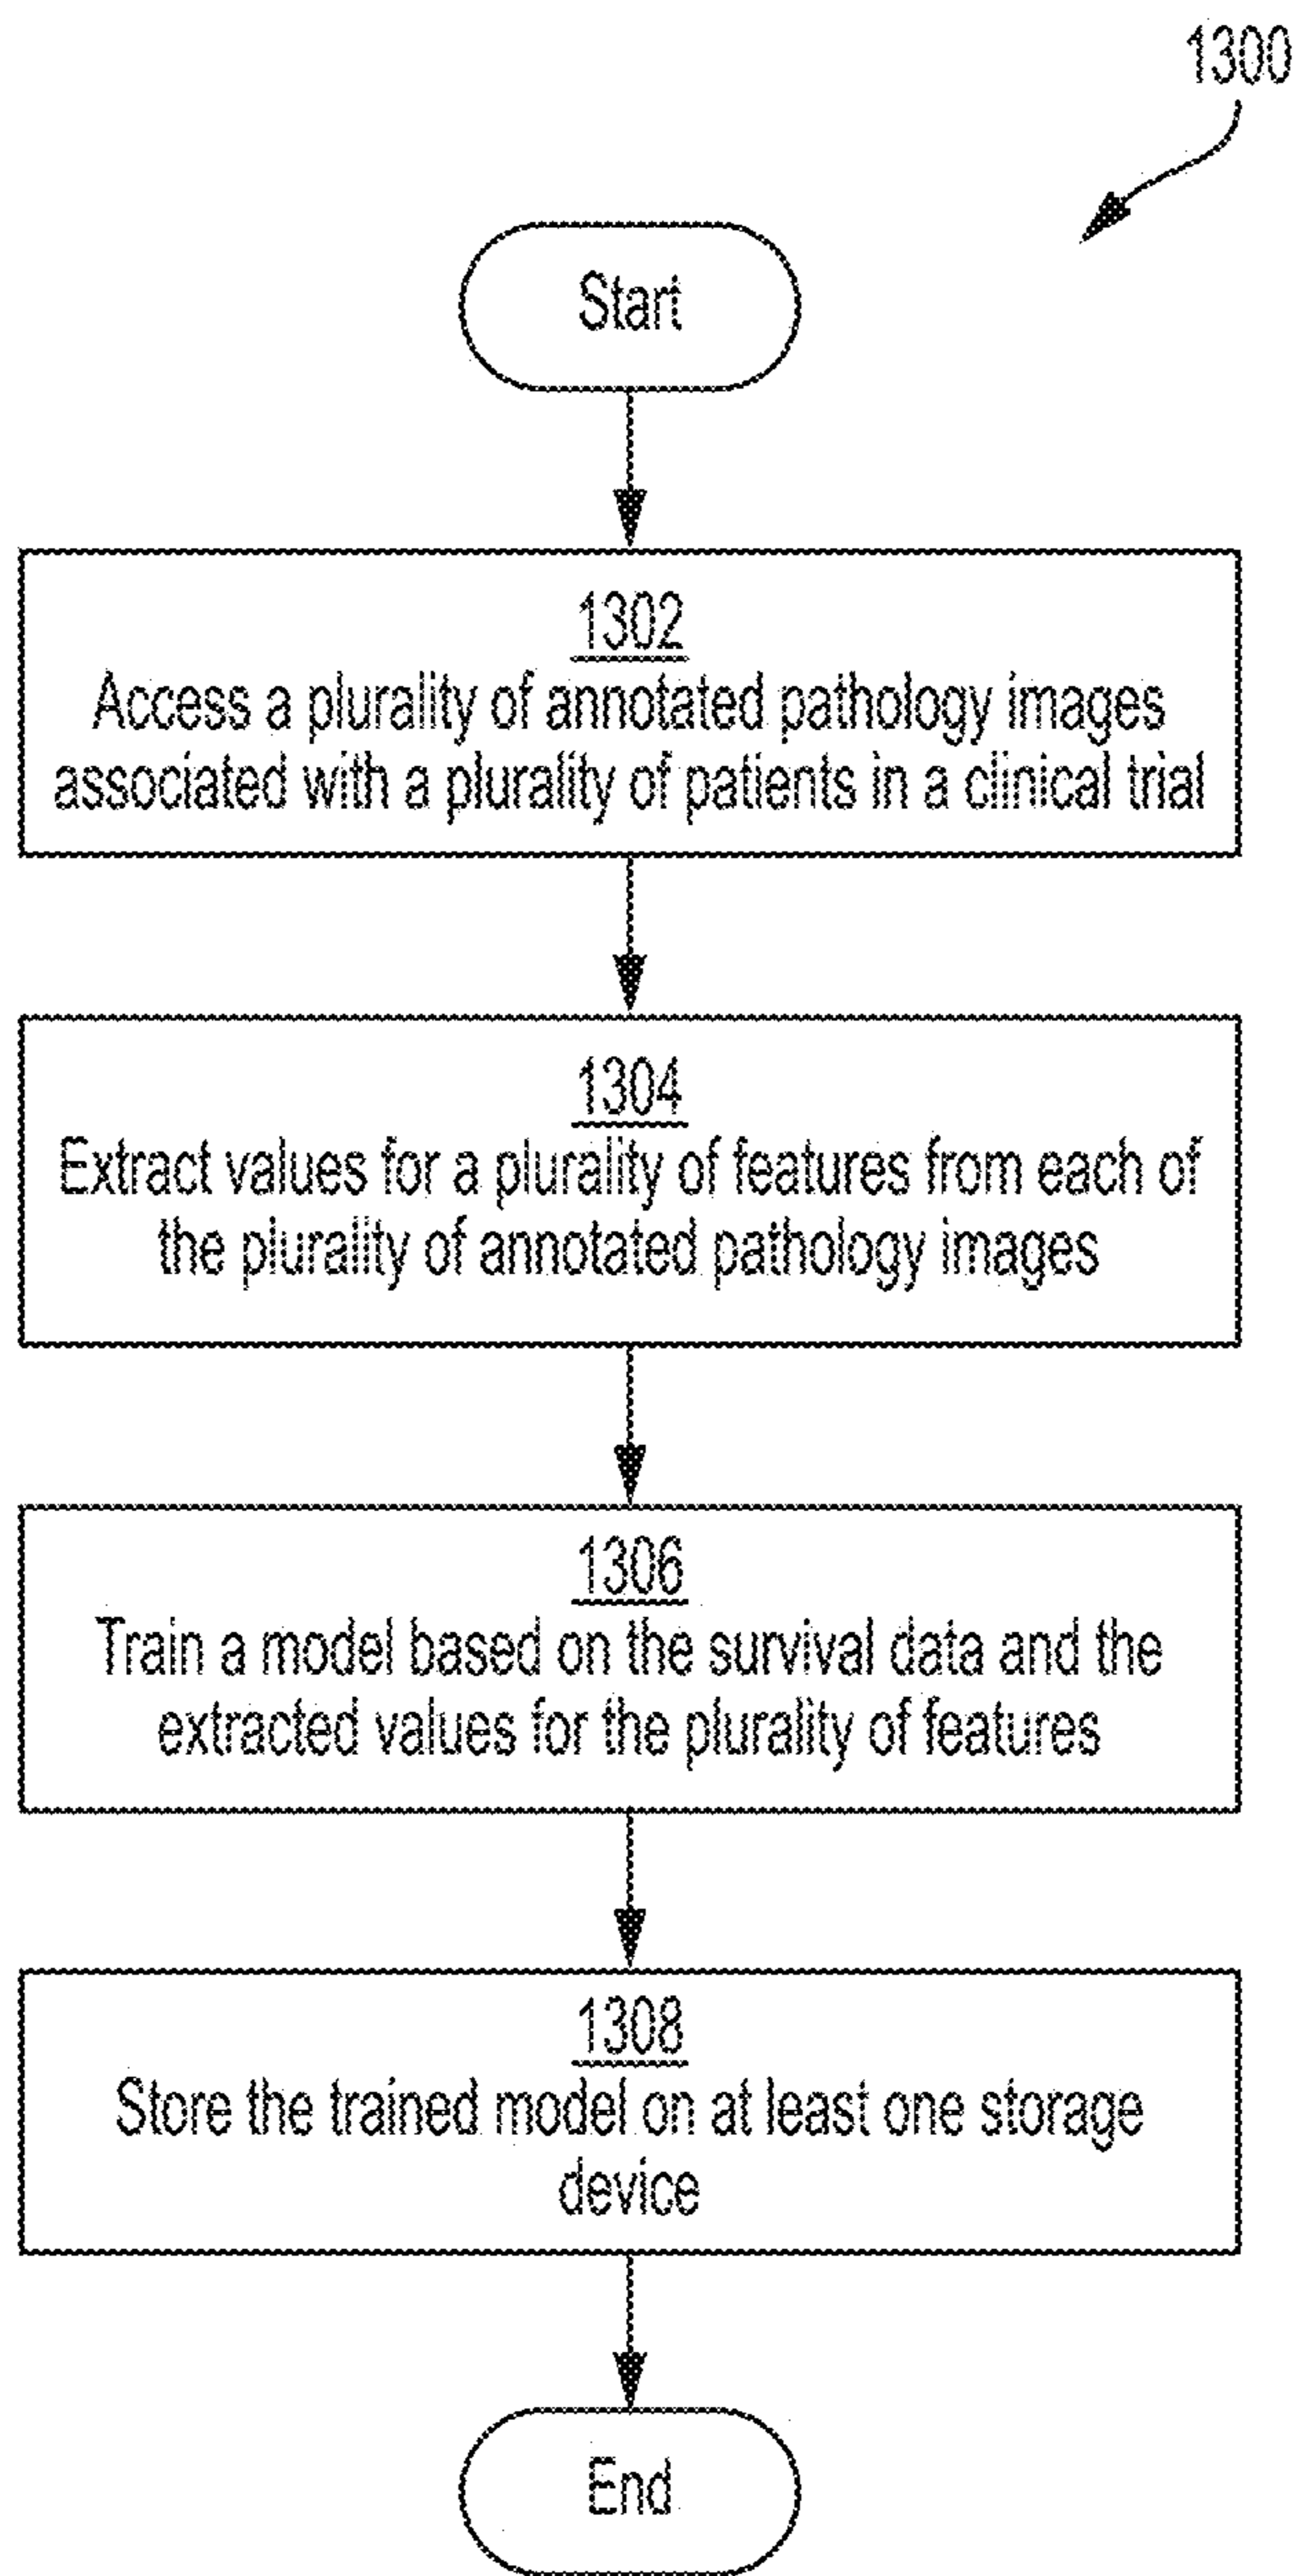 1300
Start
1302
Access a plurality of annotated pathology images
associated with a plurality of patients in a clinical trial
1304
Extract values for a plurality of features from each of
the plurality of annotated pathology images
1306
Train a model based on the survival data and the
extracted values for the plurality of features
1308
Store the trained model on at least one storage
device
End